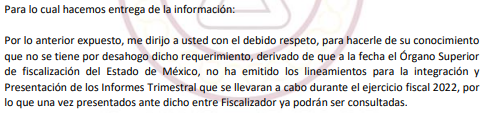 Para lo cual hacemos entrega de la información:
Por lo anterior expuesto, me dirijo a usted con el debido respeto, para hacerle de su conocimiento
que no se tiene por desahogo dicho requerimiento, derivado de que a la fecha el Órgano Superior
de fiscalización del Estado de México, no ha emitido los lineamientos para la integración y
Presentación de los Informes Trimestral que se llevaran a cabo durante el ejercicio fiscal 2022, por
lo que una vez presentados ante dicho entre Fiscalizador ya podrán ser consultadas.